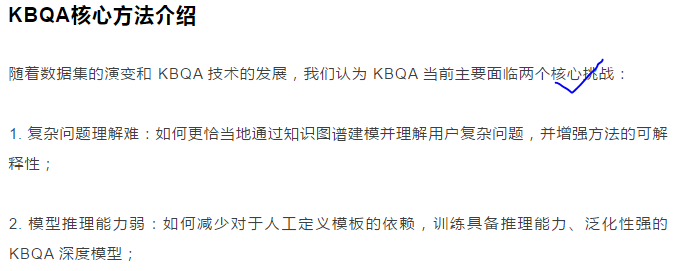 KBQA核心方法介绍
随着数据集的演变和 KBQA 技术的发展，我们认为 KBQA 当前主要面临两个核心挑战：
1. 复杂问题理解难：如何更恰当地通过知识图谱建模并理解用户复杂问题，并增强方法的可解
释性；
2. 模型推理能力弱：如何减少对于人工定义模板的依赖，训练具备推理能力、泛化性强的
KBQA 深度模型；